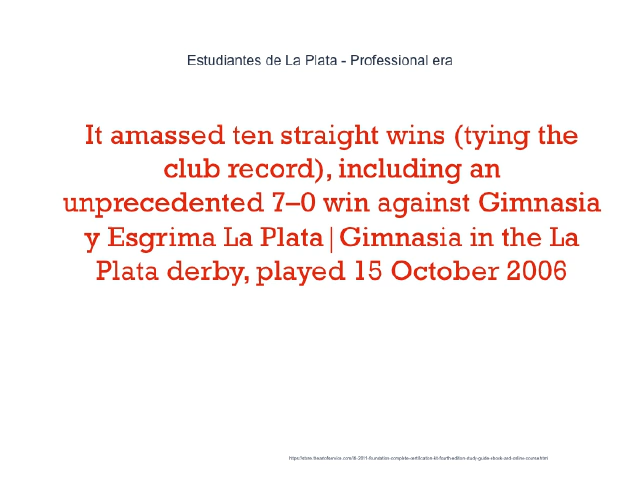 Estudiantes de La Plata - Professional era
It amassed ten straight wins (tying the
club record), including an
unprecedented 7–0 win against Gimnasia
y Esgrima La Plata|Gimnasia in the La
Plata derby, played 15 October 2006